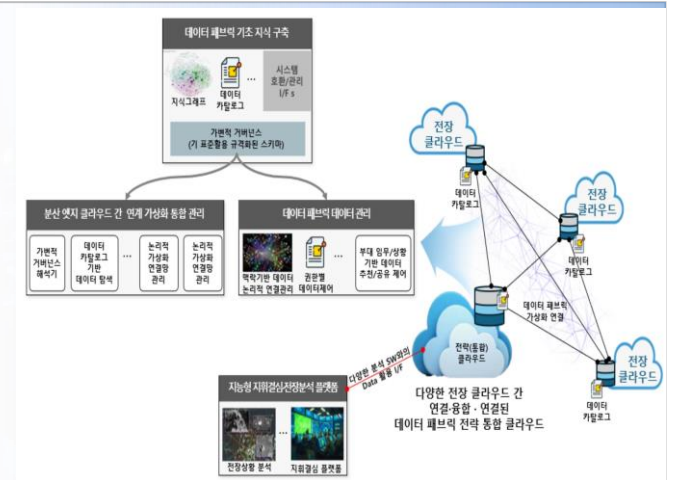 데이터 패브릭 기초 지식 구축
지식그래프
데이터
카탈로그
...
시스템
호환/관리
I/F s
가변적 거버넌스
(기 표준활용 규격화된 스키마)
분산 엣지 클라우드 간 연계 가상화 통합 관리
가변적
거버넌스
해석기
데이터
카탈로그
기반
데이터 탐색
...
논리적
가상화
연결망
관리
논리적
가상화
연결망
관리
데이터 패브릭 데이터 관리
맥락기반 데이터
논리적 연결관리
권한별
데이터제어
...
부대 임무/상황
기반 데이터
추천/공유 제어
전장
클라우드
데이터
카탈로그
전장
클라우드
데이터
카탈로그
데이터 패브릭
가상화 연결
전장
클라우드
데이터
카탈로그
전략(통합)
클라우드
다양한 분석 SW와의
Data 활용 I/F
다양한 전장 클라우드 간
연결·융합·연결된
데이터 패브릭 전략 통합 클라우드
지능형 지휘결심/전장분석 플랫폼
...
전장상황 분석
지휘결심 플랫폼